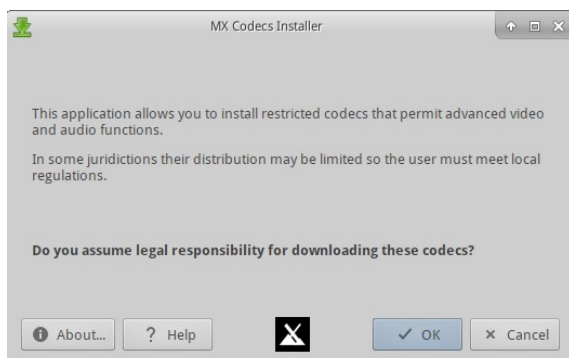 MX Codecs Installer
This application allows you to install restricted codecs that permit advanced video
and audio functions.
In some juridictions their distribution may be limited so the user must meet local
regulations.
Do you assume legal responsibility for downloading these codecs?
About... ? Help OK Cancel